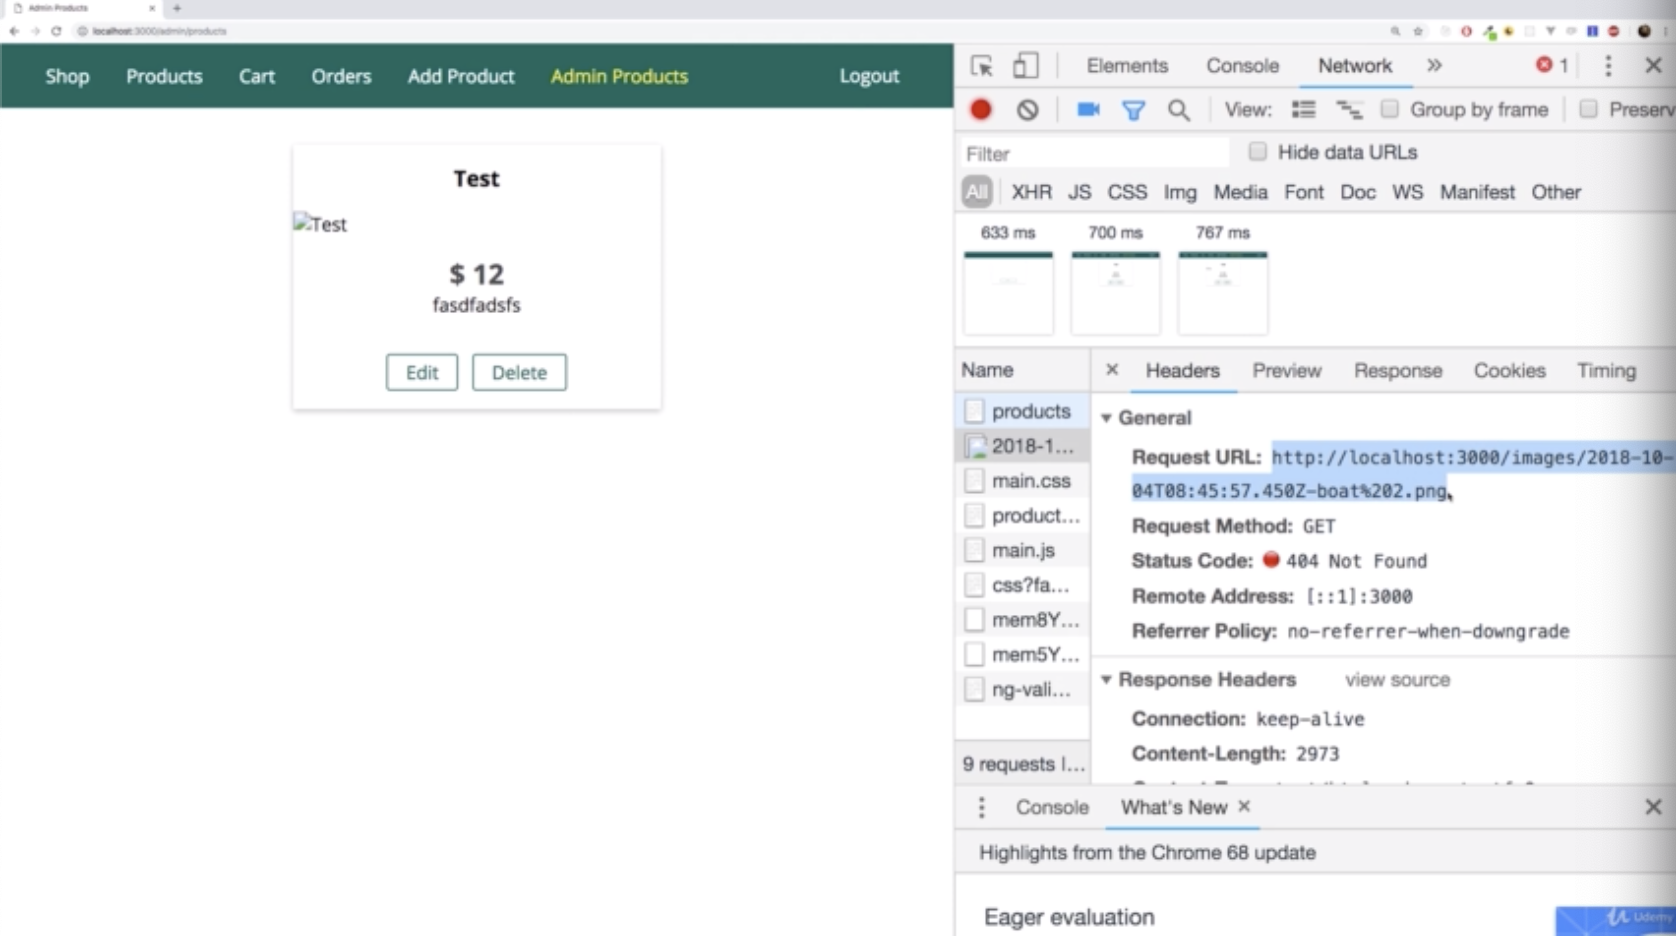 Admin Products
localhost:3000/admin/products
Shop Products Cart Orders Add Product Admin Products Logout
Test
Test
$ 12
fasdfadsfs
Edit Delete
Elements Console Network 1
View: Group by frame Preserv
Filter Hide data URLs
All XHR JS CSS Img Media Font Doc WS Manifest Other
633 ms 700 ms 767 ms
Name Headers Preview Response Cookies Timing
products
2018-1...
main.css
product...
main.js
css?fa...
mem8Y...
mem5Y...
ng-vali...
9 requests I...
General
Request URL: http://localhost:3000/images/2018-10-
04T08:45:57.450Z-boat%202.png
Request Method: GET
Status Code: 404 Not Found
Remote Address: [::1]:3000
Referrer Policy: no-referrer-when-downgrade
Response Headers view source
Connection: keep-alive
Content-Length: 2973
Console What's New
Highlights from the Chrome 68 update
Eager evaluation
Udemy